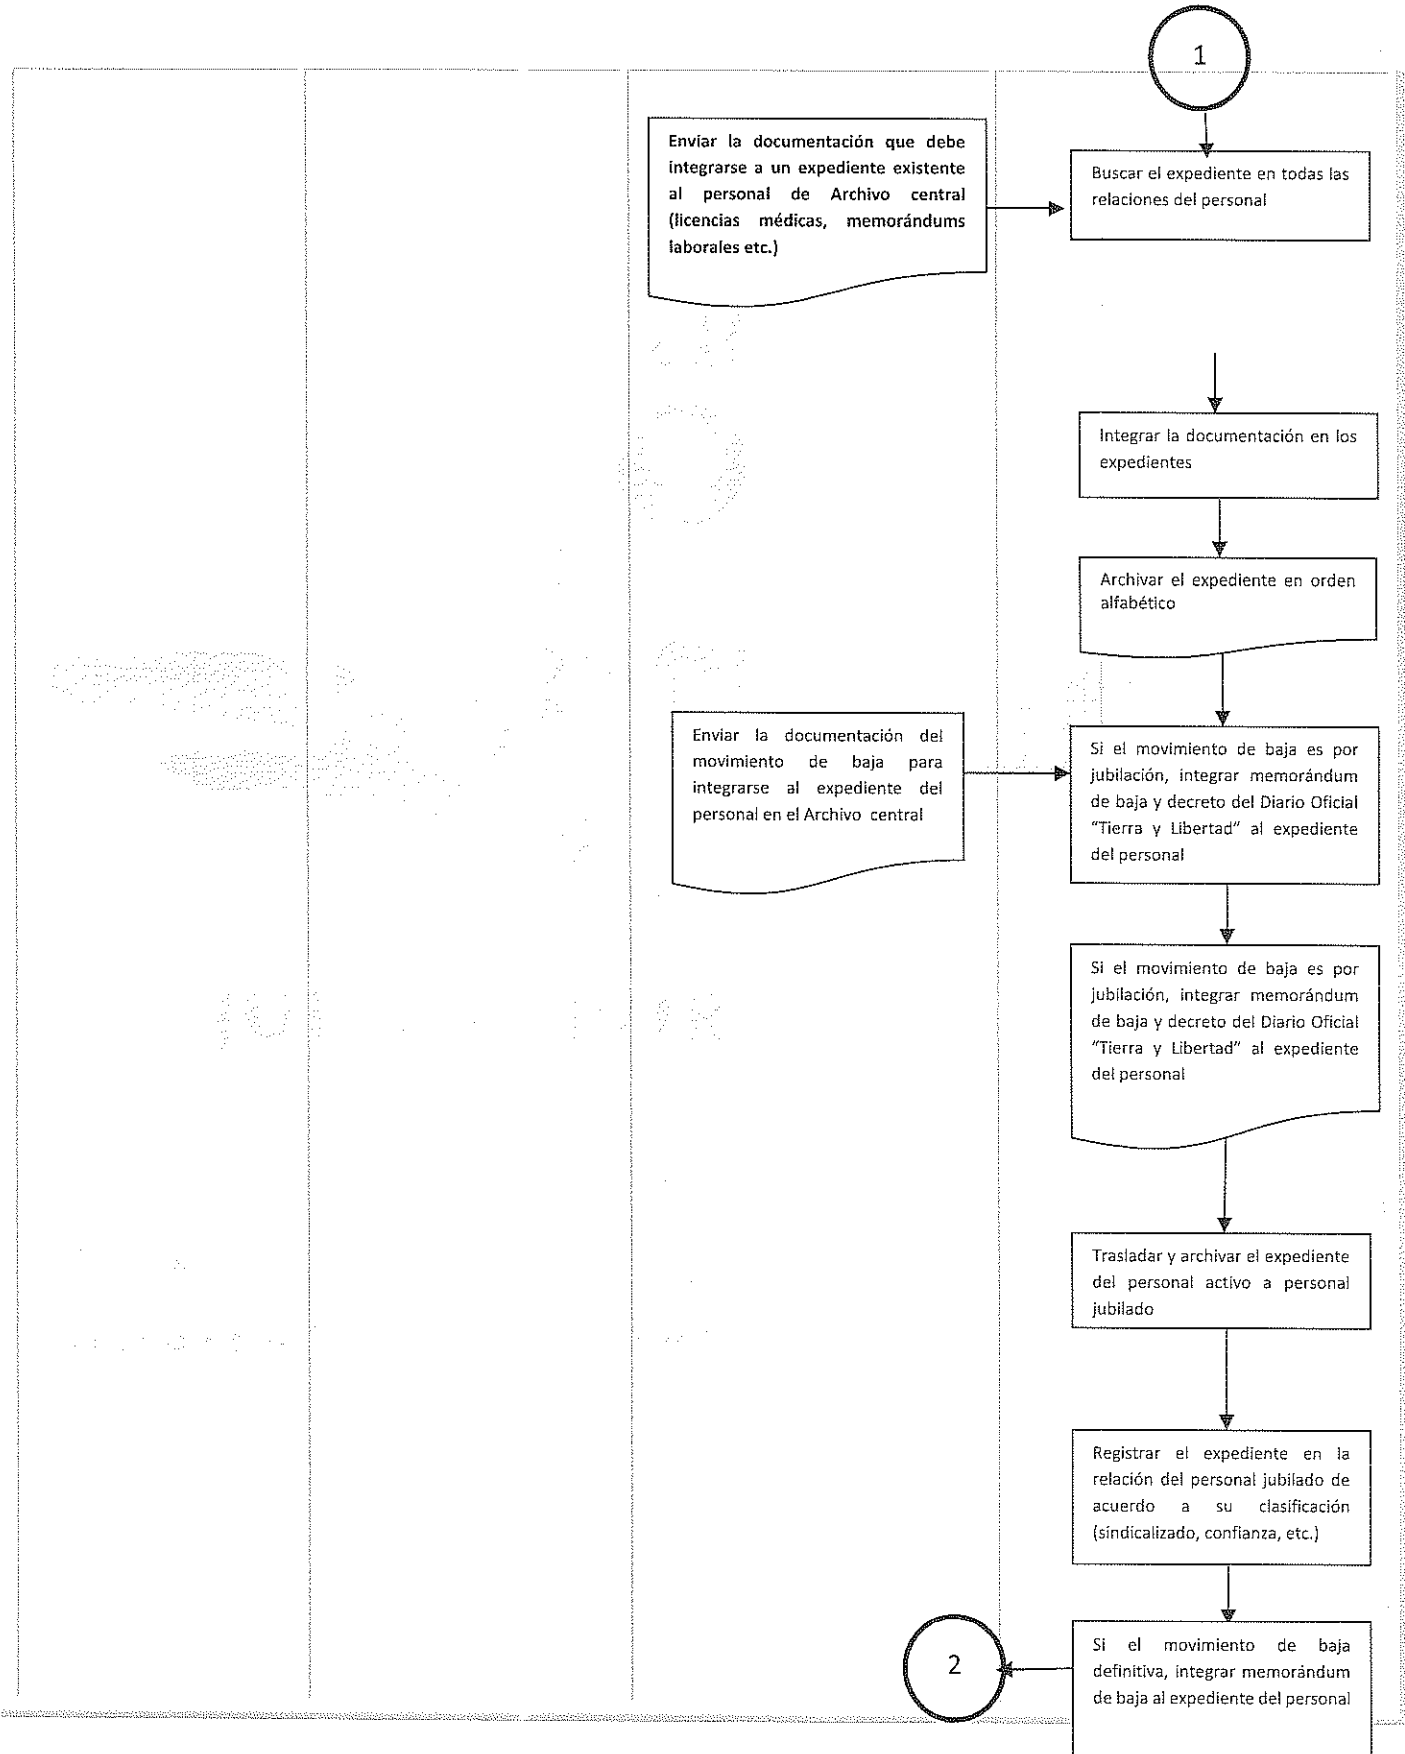 1
Enviar la documentación que debe
integrarse a un expediente existente
al personal de Archivo central
(licencias médicas, memorándums
laborales etc.)
Buscar el expediente en todas las
relaciones del personal
Integrar la documentación en los
expedientes
Archivar el expediente en orden
alfabético
Enviar la documentación del
movimiento de baja para
integrarse al expediente del
personal en el Archivo central
Si el movimiento de baja es por
jubilación, integrar memorándum
de baja y decreto del Diario Oficial
“Tierra y Libertad” al expediente
del personal
Si el movimiento de baja es por
jubilación, integrar memorándum
de baja y decreto del Diario Oficial
“Tierra y Libertad” al expediente
del personal
Trasladar y archivar el expediente
del personal activo a personal
jubilado
Registrar el expediente en la
relación del personal jubilado de
acuerdo a su clasificación
(sindicalizado, confianza, etc.)
Si el movimiento de baja
definitiva, integrar memorándum
de baja al expediente del personal
2